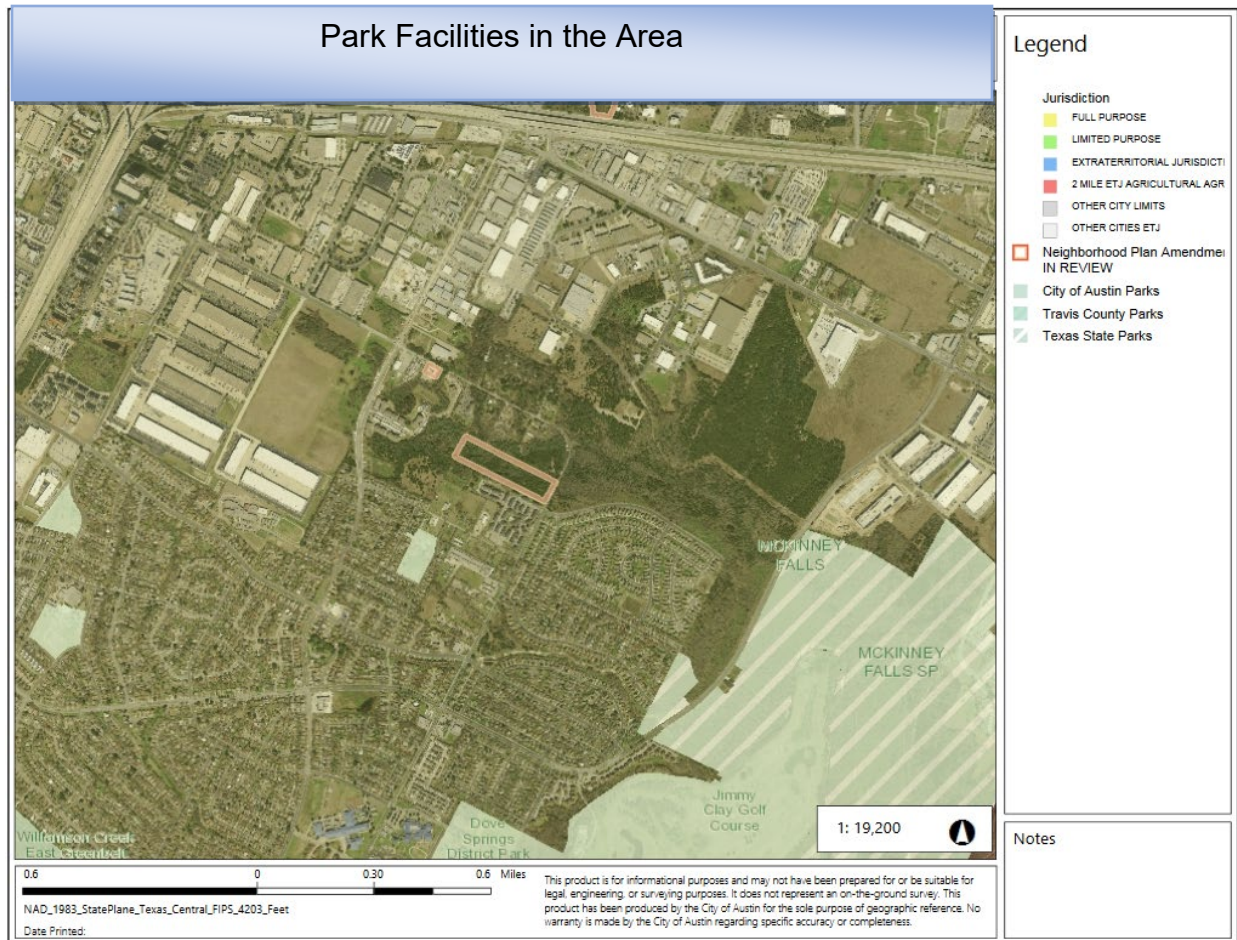 Park Facilities in the Area
Legend
Jurisdiction
FULL PURPOSE
LIMITED PURPOSE
EXTRATERRITORIAL JURISDICTI
2 MILE ETJ AGRICULTURAL AGR
OTHER CITY LIMITS
OTHER CITIES ETJ
Neighborhood Plan Amendmen
IN REVIEW
City of Austin Parks
Travis County Parks
Texas State Parks
MCKINNEY
FALLS
MCKINNEY
FALLS SP
Jimmy
Clay Golf
Course
Dove
Springs
District Park
Williamson Creek
East Greenbelt
1: 19,200
Notes
0.6 0 0.30 0.6 Miles
NAD_1983_StatePlane_Texas_Central_FIPS_4203_Feet
Date Printed:
This product is for informational purposes and may not have been prepared for or be suitable for
legal, engineering, or surveying purposes. It does not represent an on-the-ground survey. This
product has been produced by the City of Austin for the sole purpose of geographic reference. No
warranty is made by the City of Austin regarding specific accuracy or completeness.